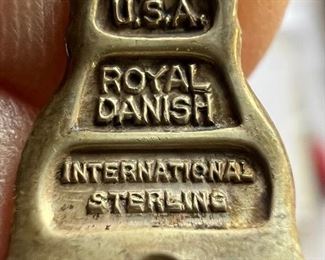 U.S.A.
ROYAL
DANISH
INTERNATIONAL
STERLING